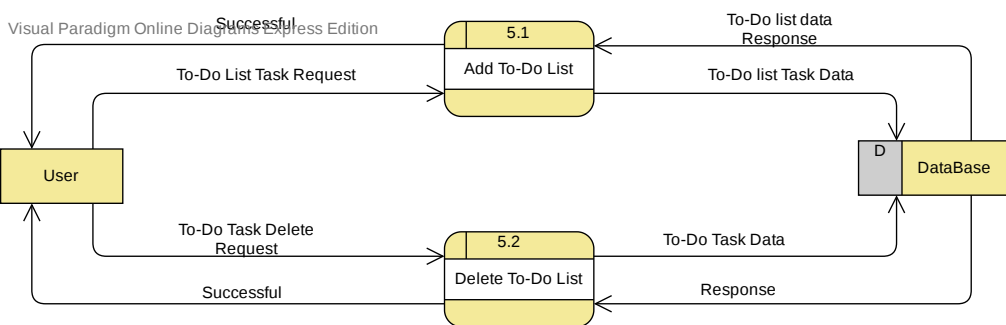 Visual Paradigm Online Diagrams Express Edition
Successful
5.1
Add To-Do List
To-Do list data
Response
To-Do List Task Request
To-Do list Task Data
User
D
DataBase
To-Do Task Delete
Request
5.2
Delete To-Do List
To-Do Task Data
Successful
Response